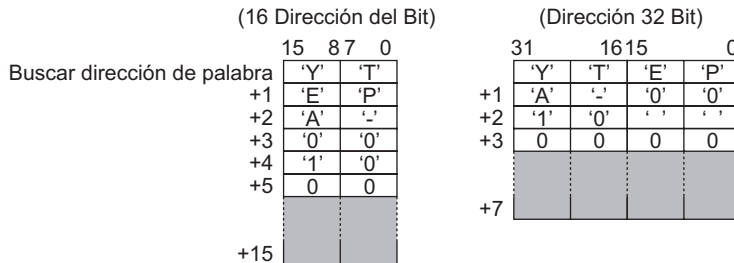 (16 Dirección del Bit) (Dirección 32 Bit)
15 8 7 0 31 16 15 0
Buscar dirección de palabra 'Y' 'T' 'Y' 'T' 'E' 'P'
+1 'E' 'P' +1 'A' '-' '0' '0'
+2 'A' '-' +2 '1' '0' ' ' ' '
+3 '0' '0' +3 0 0 0 0
+4 '1' '0'
+5 0 0
+7
+15